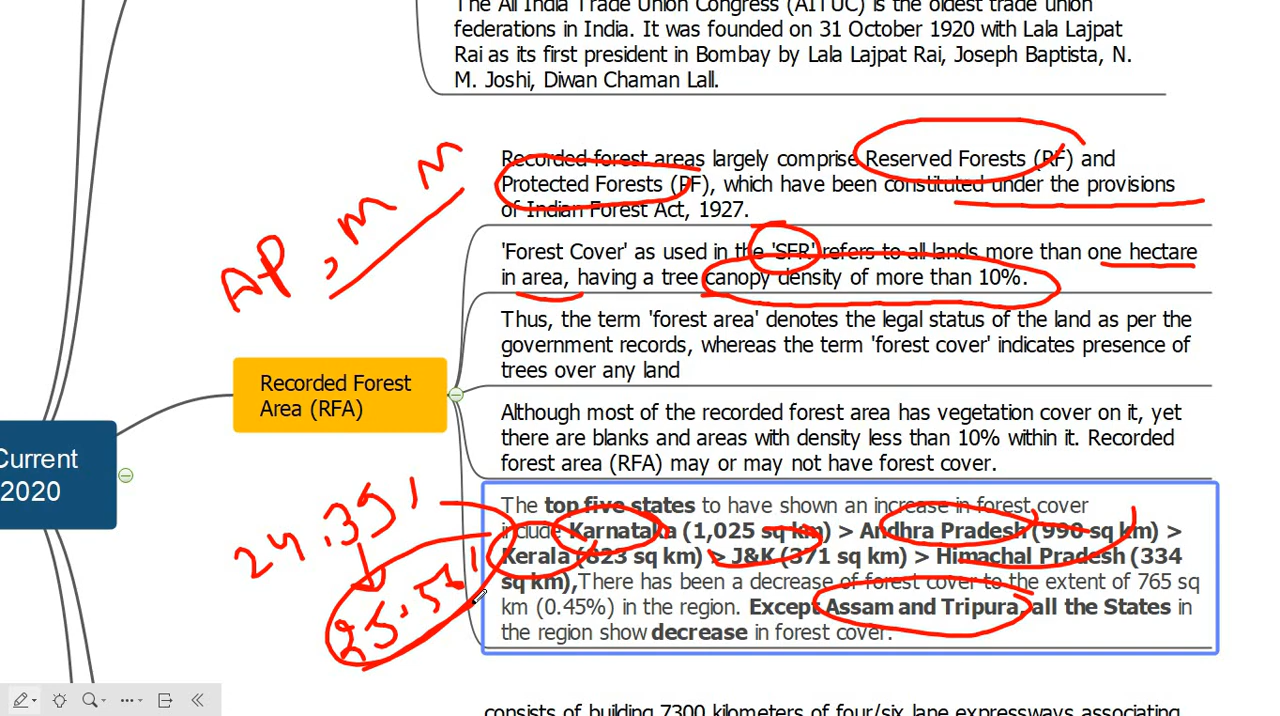 The All India Trade Union Congress (AITUC) is the oldest trade union
federations in India. It was founded on 31 October 1920 with Lala Lajpat
Rai as its first president in Bombay by Lala Lajpat Rai, Joseph Baptista, N.
M. Joshi, Diwan Chaman Lall.
Recorded forest areas largely comprise Reserved Forests (RF) and
Protected Forests (PF), which have been constituted under the provisions
of Indian Forest Act, 1927.
AP, M M
'Forest Cover' as used in the 'SFR' refers to all lands more than one hectare
in area, having a tree canopy density of more than 10%.
Thus, the term 'forest area' denotes the legal status of the land as per the
government records, whereas the term 'forest cover' indicates presence of
trees over any land
Recorded Forest
Area (RFA)
Although most of the recorded forest area has vegetation cover on it, yet
there are blanks and areas with density less than 10% within it. Recorded
forest area (RFA) may or may not have forest cover.
Current
2020
The top five states to have shown an increase in forest cover
include Karnataka (1,025 sq km) > Andhra Pradesh (990 sq km) >
Kerala (823 sq km) > J&K (371 sq km) > Himachal Pradesh (334
sq km),There has been a decrease of forest cover to the extent of 765 sq
km (0.45%) in the region. Except Assam and Tripura, all the States in
the region show decrease in forest cover.
24.39
consists of building 7300 kilometers of four/six lane expressways associating